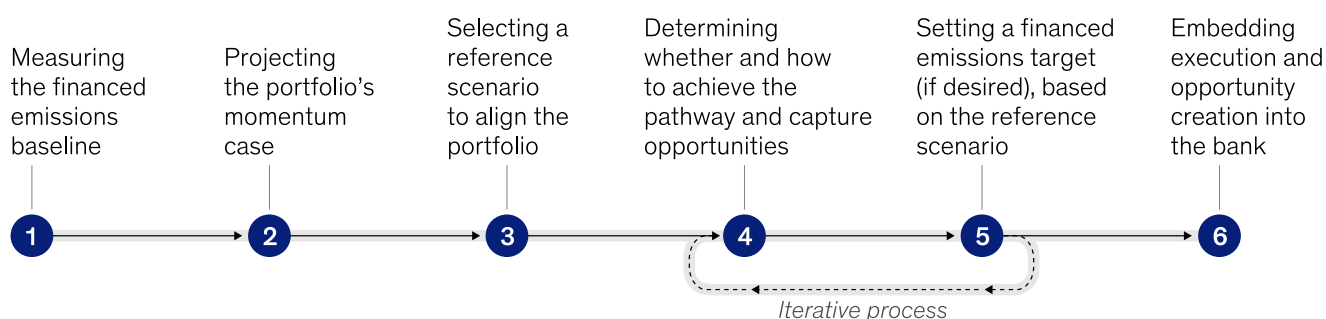 Measuring
the financed
emissions
baseline
Projecting
the portfolio's
momentum
case
Selecting a
reference
scenario
to align the
portfolio
Determining
whether and how
to achieve the
pathway and capture
opportunities
Setting a financed
emissions target
(if desired), based
on the reference
scenario
Embedding
execution and
opportunity
creation into
the bank
1
2
3
4
5
6
Iterative process